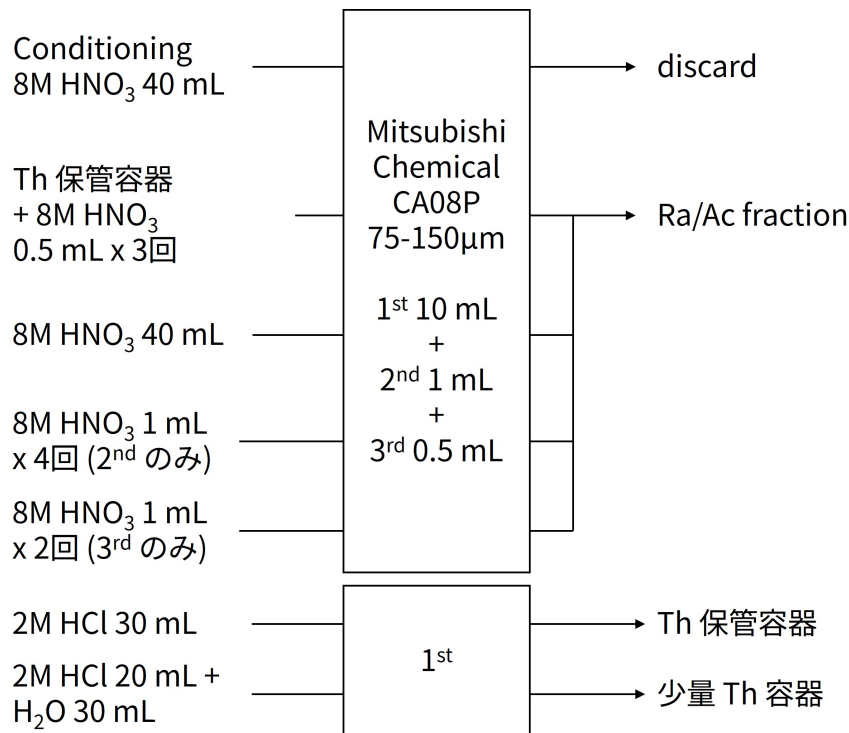 Conditioning
8M HNO₃ 40 mL
discard
Mitsubishi
Chemical
CA08P
75-150μm
Th 保管容器
+ 8M HNO₃
0.5 mL x 3回
Ra/Ac fraction
1ˢᵗ 10 mL
+
2ⁿᵈ 1 mL
+
3ʳᵈ 0.5 mL
8M HNO₃ 40 mL
8M HNO₃ 1 mL
x 4回 (2ⁿᵈ のみ)
8M HNO₃ 1 mL
x 2回 (3ʳᵈ のみ)
2M HCl 30 mL
1ˢᵗ
Th 保管容器
2M HCl 20 mL +
H₂O 30 mL
少量 Th 容器